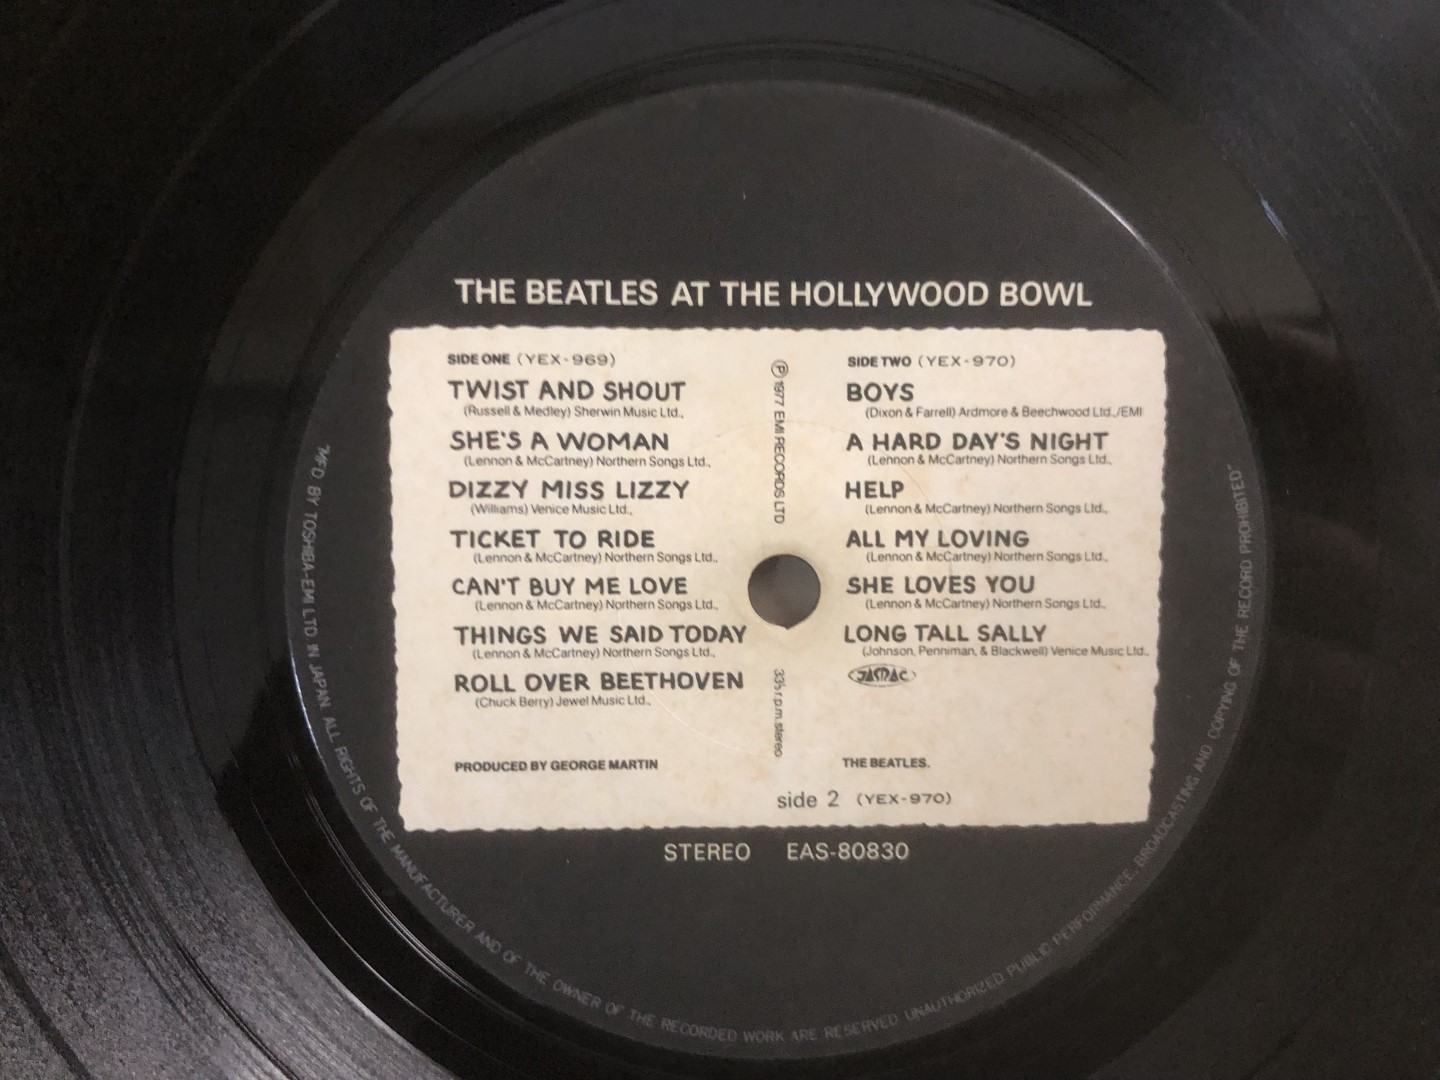 THE BEATLES AT THE HOLLYWOOD BOWL
SIDE ONE (YEX-969)
TWIST AND SHOUT
(Russell & Medley) Sherwin Music Ltd.,
SHE'S A WOMAN
(Lennon & McCartney) Northern Songs Ltd.,
DIZZY MISS LIZZY
(Williams) Venice Music Ltd.,
TICKET TO RIDE
(Lennon & McCartney) Northern Songs Ltd.,
CAN'T BUY ME LOVE
(Lennon & McCartney) Northern Songs Ltd.,
THINGS WE SAID TODAY
(Lennon & McCartney) Northern Songs Ltd.,
ROLL OVER BEETHOVEN
(Chuck Berry) Jewel Music Ltd.,
PRODUCED BY GEORGE MARTIN
Ⓟ 1977 EMI RECORDS LTD
33⅓ r.p.m. stereo
SIDE TWO (YEX-970)
BOYS
(Dixon & Farrell) Ardmore & Beechwood Ltd.,/EMI
A HARD DAY'S NIGHT
(Lennon & McCartney) Northern Songs Ltd.,
HELP
(Lennon & McCartney) Northern Songs Ltd.,
ALL MY LOVING
(Lennon & McCartney) Northern Songs Ltd.,
SHE LOVES YOU
(Lennon & McCartney) Northern Songs Ltd.,
LONG TALL SALLY
(Johnson, Penniman, & Blackwell) Venice Music Ltd.,
JASRAC
THE BEATLES.
side 2 (YEX-970)
STEREO EAS-80830
"MFD BY TOSHIBA-EMI LTD IN JAPAN ALL RIGHTS OF THE MANUFACTURER AND OF THE OWNER OF THE RECORDED WORK ARE RESERVED UNAUTHORIZED PUBLIC PERFORMANCE, BROADCASTING AND COPYING OF THE RECORD PROHIBITED"